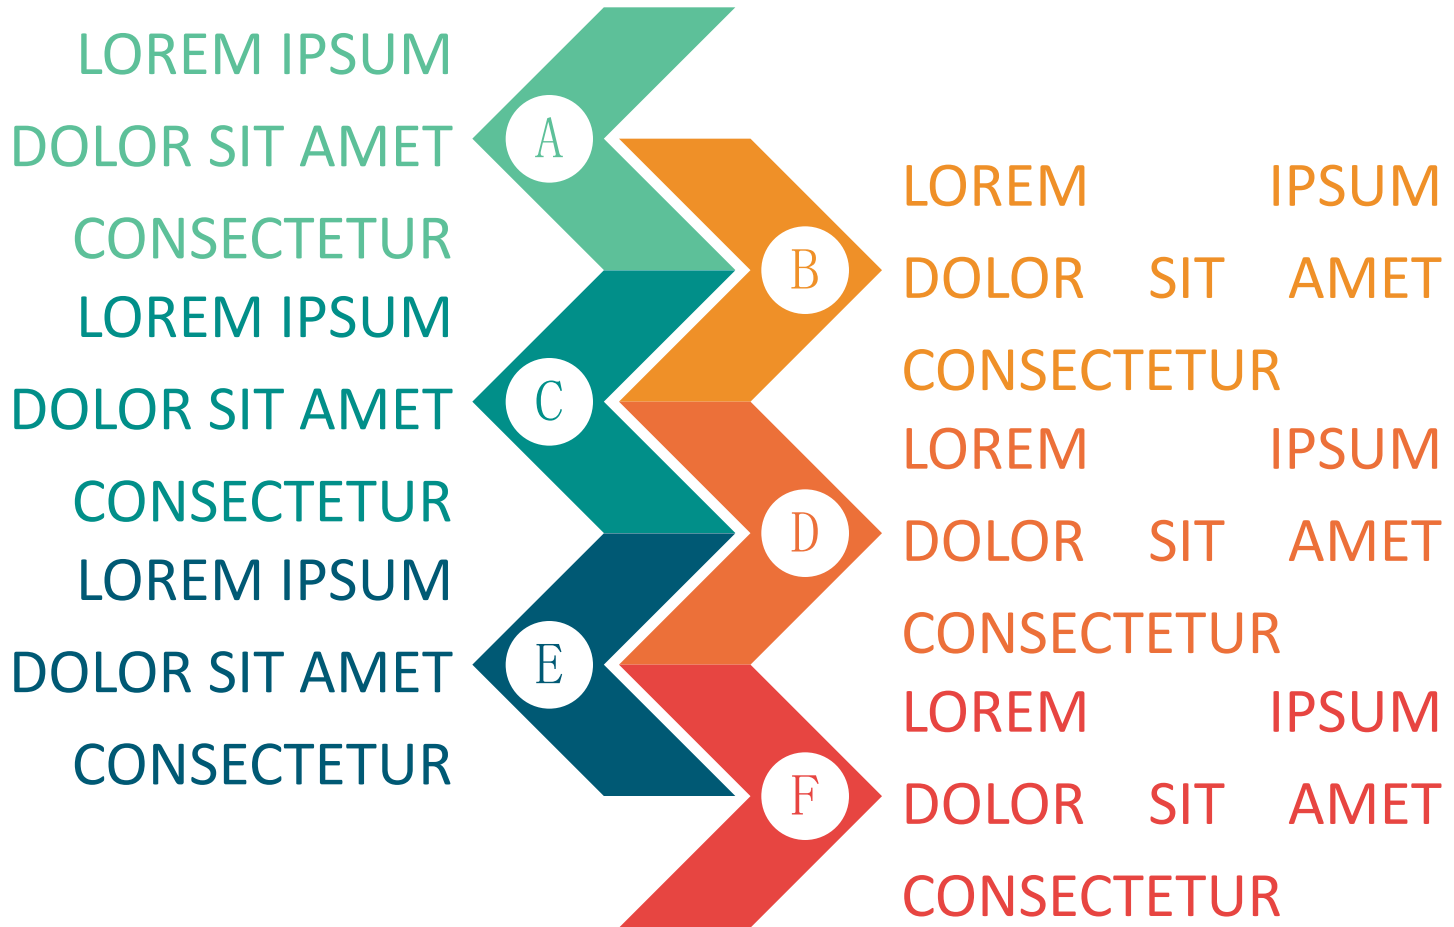 A
LOREM IPSUM
DOLOR SIT AMET
CONSECTETUR
B
LOREM IPSUM
DOLOR SIT AMET
CONSECTETUR
C
LOREM IPSUM
DOLOR SIT AMET
CONSECTETUR
D
LOREM IPSUM
DOLOR SIT AMET
CONSECTETUR
E
LOREM IPSUM
DOLOR SIT AMET
CONSECTETUR
F
LOREM IPSUM
DOLOR SIT AMET
CONSECTETUR